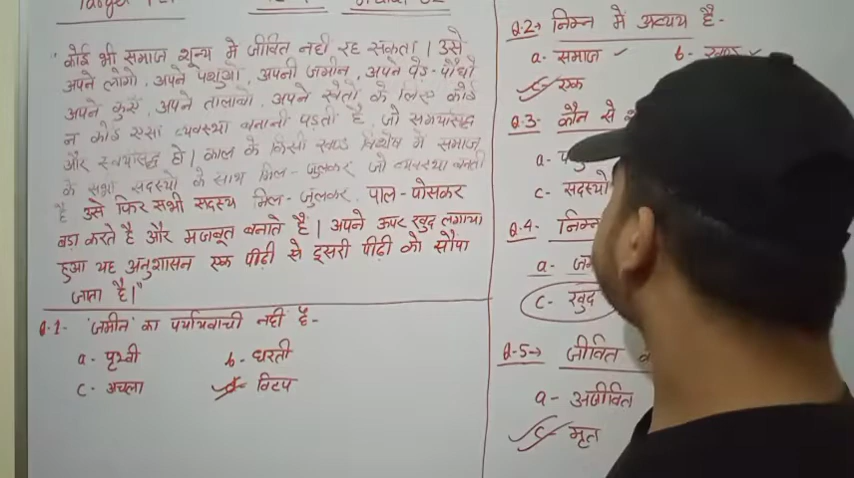 "कोई भी समाज शून्य में जीवित नही रह सकता। उसे
अपने लोगो, अपने पशुओ, अपनी जमीन, अपने पेड़-पौधो
अपने कुएं, अपने तालाबो, अपने खेतों के लिए कोई
न कोई ऐसी व्यवस्था बनानी पड़ती है, जो समयसिद्ध
और स्वयंसिद्ध हो। काल के किसी खण्ड विशेष में समाज
के सभी सदस्यो के साथ मिल-जुलकर जो व्यवस्था बनती
है उसे फिर सभी सदस्य मिल-जुलकर, पाल-पोसकर
बड़ा करते है और मजबूत बनाते है। अपने ऊपर खुद लगाया
हुआ यह अनुशासन एक पीढ़ी से दूसरी पीढ़ी को सौंपा
जाता है।"
Q.1- 'जमीन' का पर्यायवाची नही है-
a- पृथ्वी b- धरती
c- अचला d- विटप
Q.2→ निम्न में अव्यय है-
a- समाज b-
c- एक
Q.3- कौन से
a-
c- सदस्यो
Q.4- निम्न
a-
c- खुद
Q.5→ जीवित
a- अजीवित
c- मृत